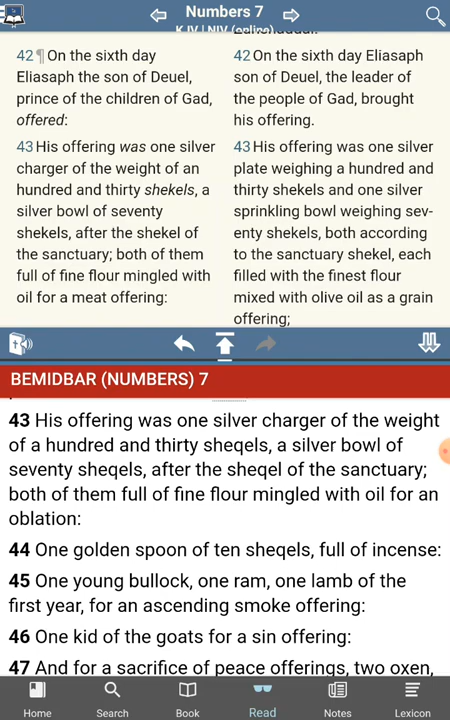 Numbers 7
KJV | NIV (online)
42 ¶ On the sixth day
Eliasaph the son of Deuel,
prince of the children of Gad,
offered:
43 His offering was one silver
charger of the weight of an
hundred and thirty shekels, a
silver bowl of seventy
shekels, after the shekel of
the sanctuary; both of them
full of fine flour mingled with
oil for a meat offering:
42 On the sixth day Eliasaph
son of Deuel, the leader of
the people of Gad, brought
his offering.
43 His offering was one silver
plate weighing a hundred and
thirty shekels and one silver
sprinkling bowl weighing sev-
enty shekels, both according
to the sanctuary shekel, each
filled with the finest flour
mixed with olive oil as a grain
offering;
BEMIDBAR (NUMBERS) 7
43 His offering was one silver charger of the weight
of a hundred and thirty sheqels, a silver bowl of
seventy sheqels, after the sheqel of the sanctuary;
both of them full of fine flour mingled with oil for an
oblation:
44 One golden spoon of ten sheqels, full of incense:
45 One young bullock, one ram, one lamb of the
first year, for an ascending smoke offering:
46 One kid of the goats for a sin offering:
47 And for a sacrifice of peace offerings, two oxen,
Home Search Book Read Notes Lexicon